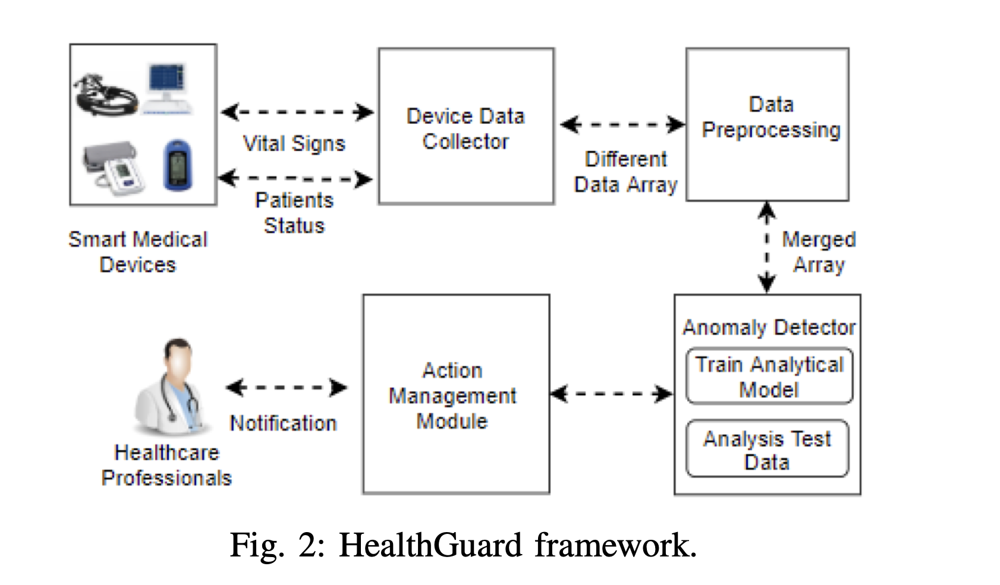 Vital Signs
Patients
Status
Smart Medical
Devices
Device Data
Collector
Different
Data Array
Data
Preprocessing
Merged
Array
Anomaly Detector
Train Analytical
Model
Analysis Test
Data
Action
Management
Module
Notification
Healthcare
Professionals
Fig. 2: HealthGuard framework.